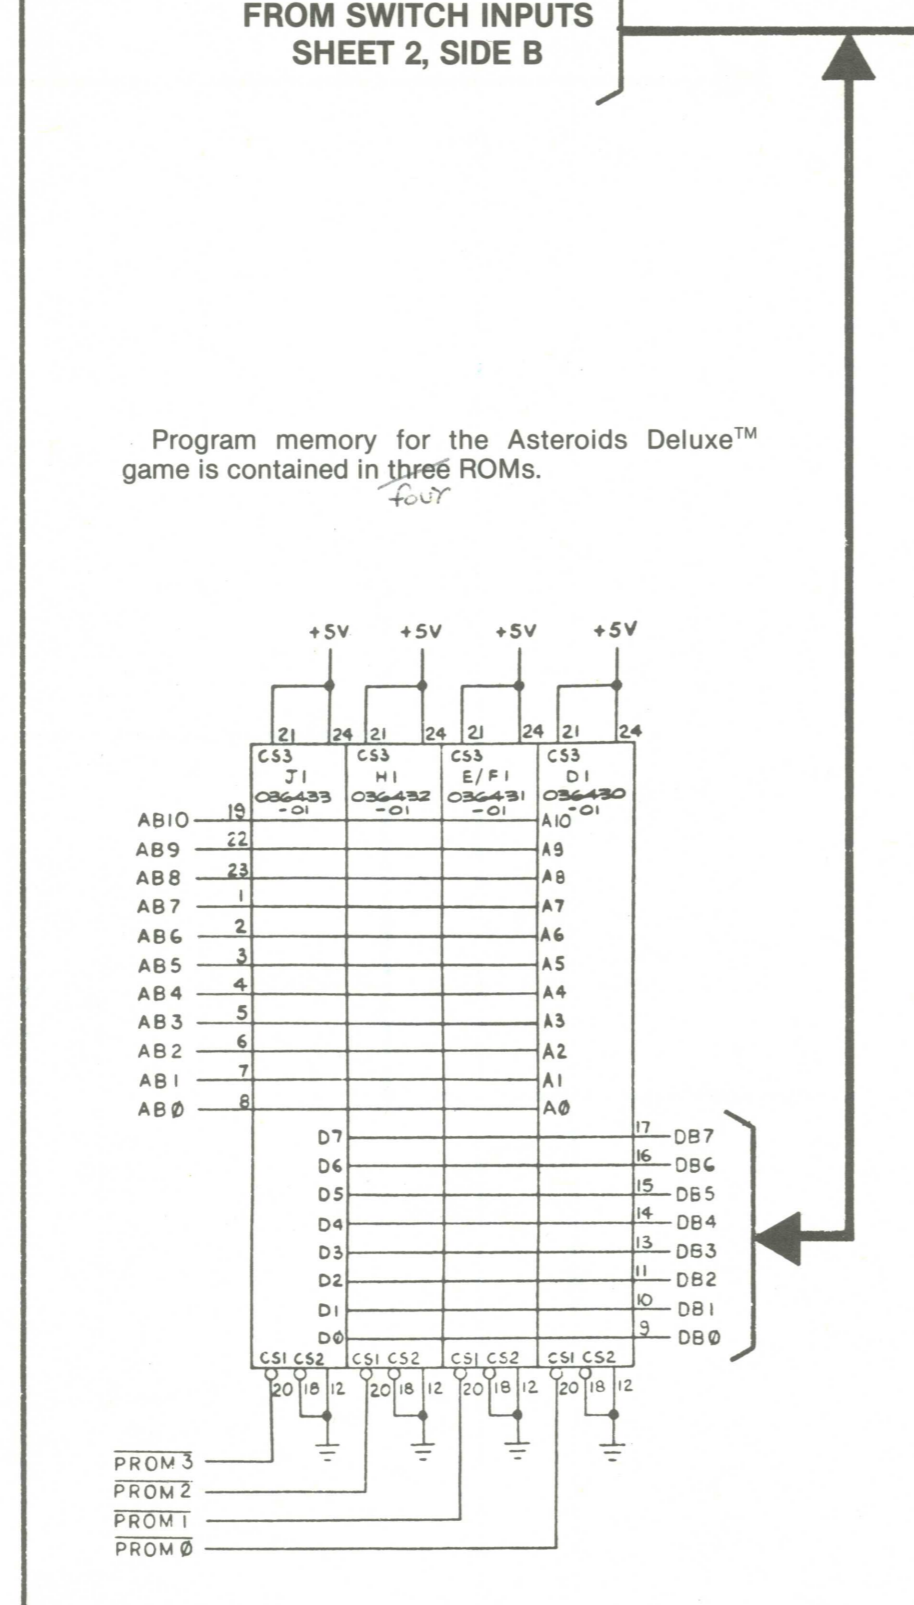 FROM SWITCH INPUTS
SHEET 2, SIDE B
Program memory for the Asteroids Deluxe™
game is contained in three ROMs.
four
+5V +5V +5V +5V
21 24 21 24 21 24 21 24
CS3 CS3 CS3 CS3
J1 H1 E/F1 D1
036433 036432 036431 036430
-01 -01 -01 -01
AB10 19 A10
AB9 22 A9
AB8 23 A8
AB7 1 A7
AB6 2 A6
AB5 3 A5
AB4 4 A4
AB3 5 A3
AB2 6 A2
AB1 7 A1
ABØ 8 AØ
D7 17 DB7
D6 16 DB6
D5 15 DB5
D4 14 DB4
D3 13 DB3
D2 11 DB2
D1 10 DB1
DØ 9 DBØ
CS1 CS2 CS1 CS2 CS1 CS2 CS1 CS2
20 18 12 20 18 12 20 18 12 20 18 12
PROM 3
PROM 2
PROM 1
PROM Ø